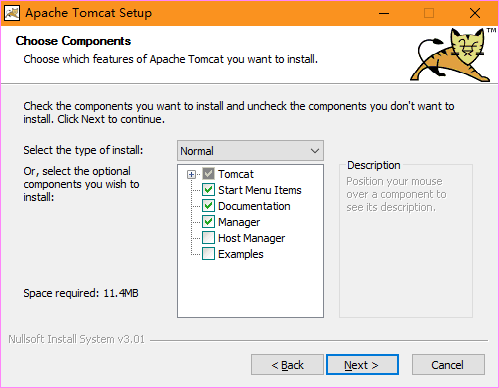 Apache Tomcat Setup
Choose Components
Choose which features of Apache Tomcat you want to install.
TM
Check the components you want to install and uncheck the components you don't want to
install. Click Next to continue.
Select the type of install:
Normal
Or, select the optional
components you wish to
install:
Tomcat
Start Menu Items
Documentation
Manager
Host Manager
Examples
Description
Position your mouse
over a component to
see its description.
Space required: 11.4MB
Nullsoft Install System v3.01
< Back
Next >
Cancel